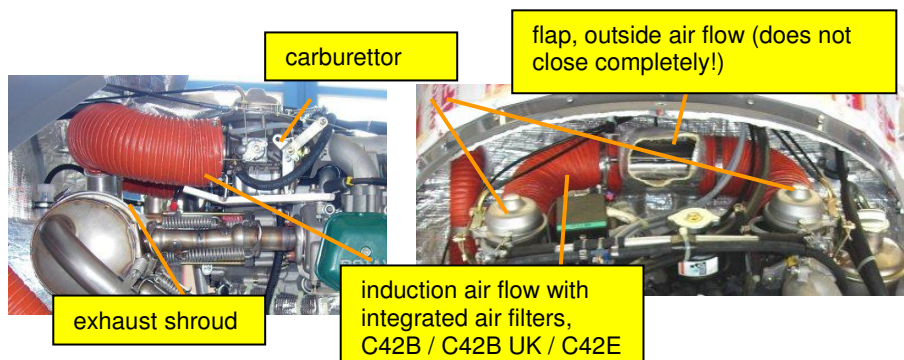 carburettor
flap, outside air flow (does not
close completely!)
exhaust shroud
induction air flow with
integrated air filters,
C42B / C42B UK / C42E